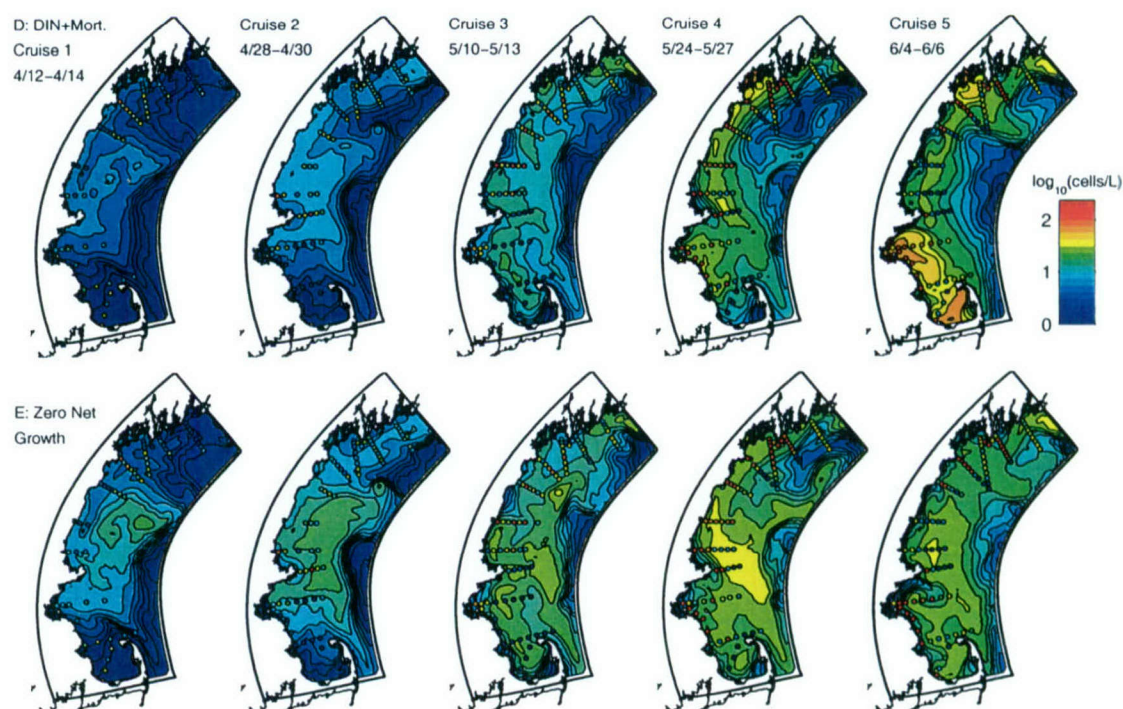 D: DIN+Mort.
Cruise 1
4/12–4/14
Cruise 2
4/28–4/30
Cruise 3
5/10–5/13
Cruise 4
5/24–5/27
Cruise 5
6/4–6/6
log10(cells/L)
2
1
0
E: Zero Net
Growth